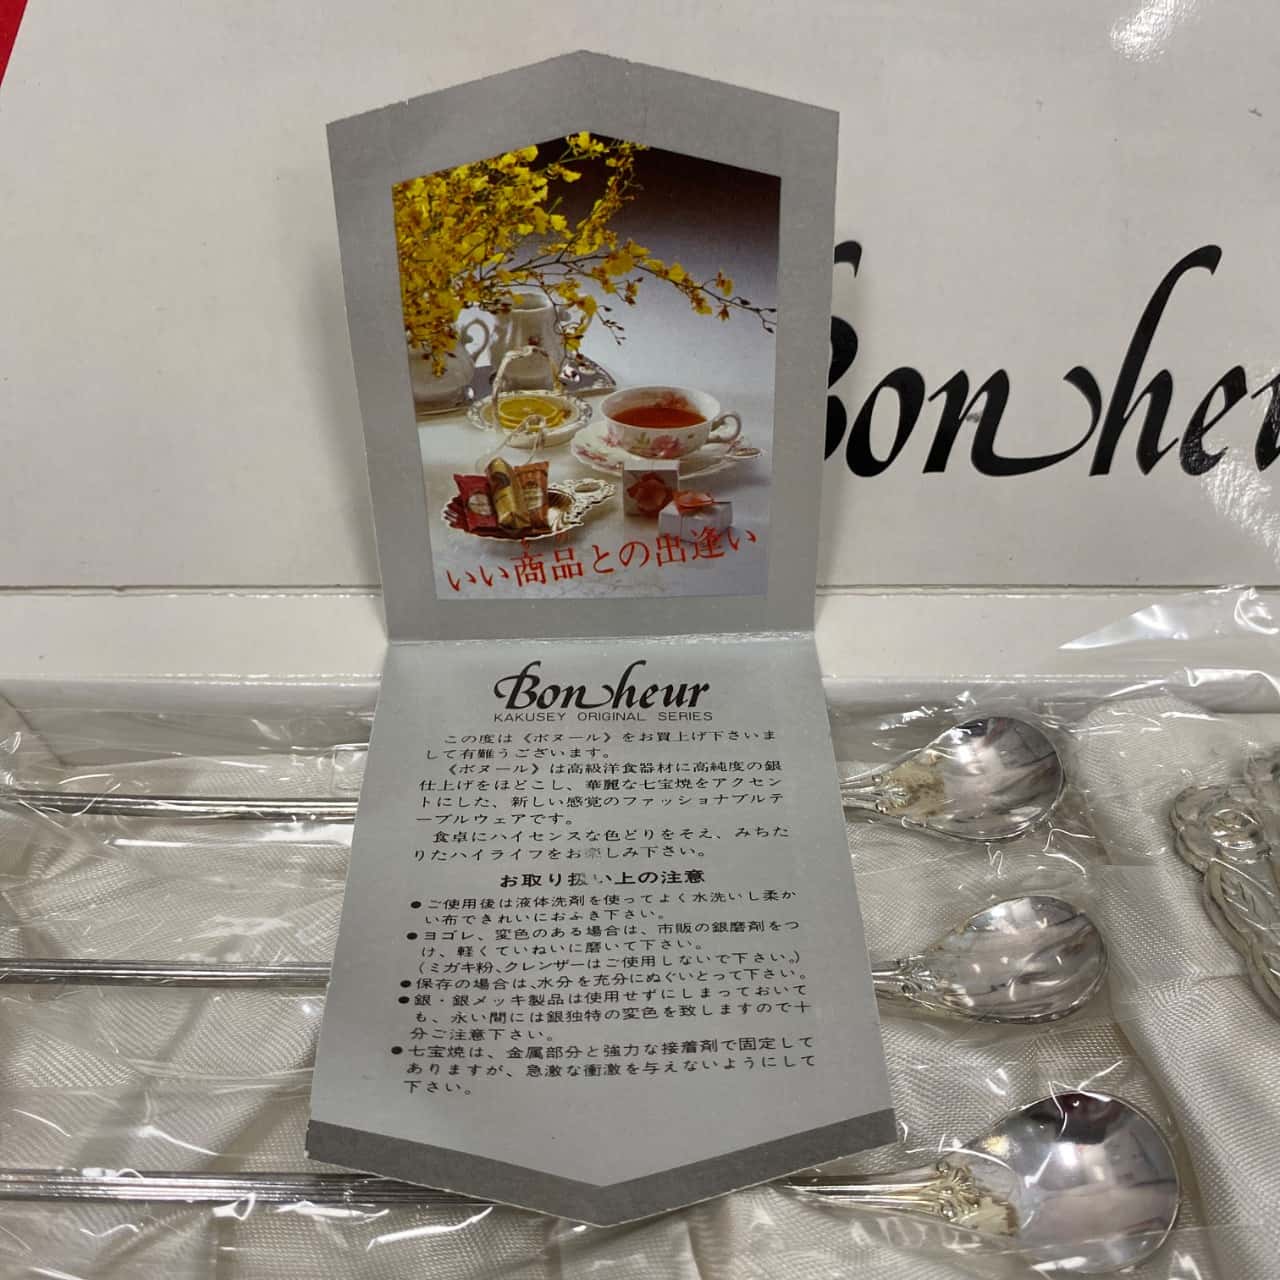 Bonheu
いい商品との出逢い
Bonheur
KAKUSEY ORIGINAL SERIES
この度は《ボヌール》をお買上げ下さいま
して有難うございます。
《ボヌール》は高級洋食器材に高純度の銀
仕上げをほどこし、華麗な七宝焼をアクセン
トにした、新しい感覚のファッショナブルテ
ーブルウェアです。
食卓にハイセンスな色どりをそえ、みちた
りたハイライフをお楽しみ下さい。
お取り扱い上の注意
●ご使用後は液体洗剤を使ってよく水洗いし柔か
い布できれいにおふき下さい。
●ヨゴレ、変色のある場合は、市販の銀磨剤をつ
け、軽くていねいに磨いて下さい。
(ミガキ粉、クレンザーはご使用しないで下さい。)
●保存の場合は、水分を充分にぬぐいとって下さい。
●銀・銀メッキ製品は使用せずにしまっておいて
も、永い間には銀独特の変色を致しますので十
分ご注意下さい。
●七宝焼は、金属部分と強力な接着剤で固定して
ありますが、急激な衝激を与えないようにして
下さい。